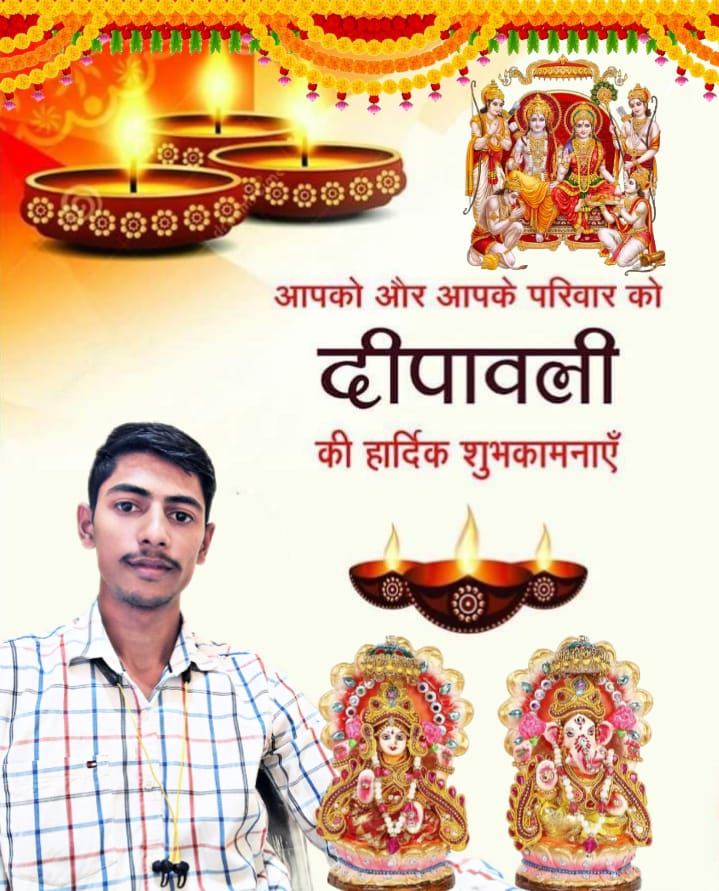 आपको और आपके परिवार को
दीपावली
की हार्दिक शुभकामनाएँ